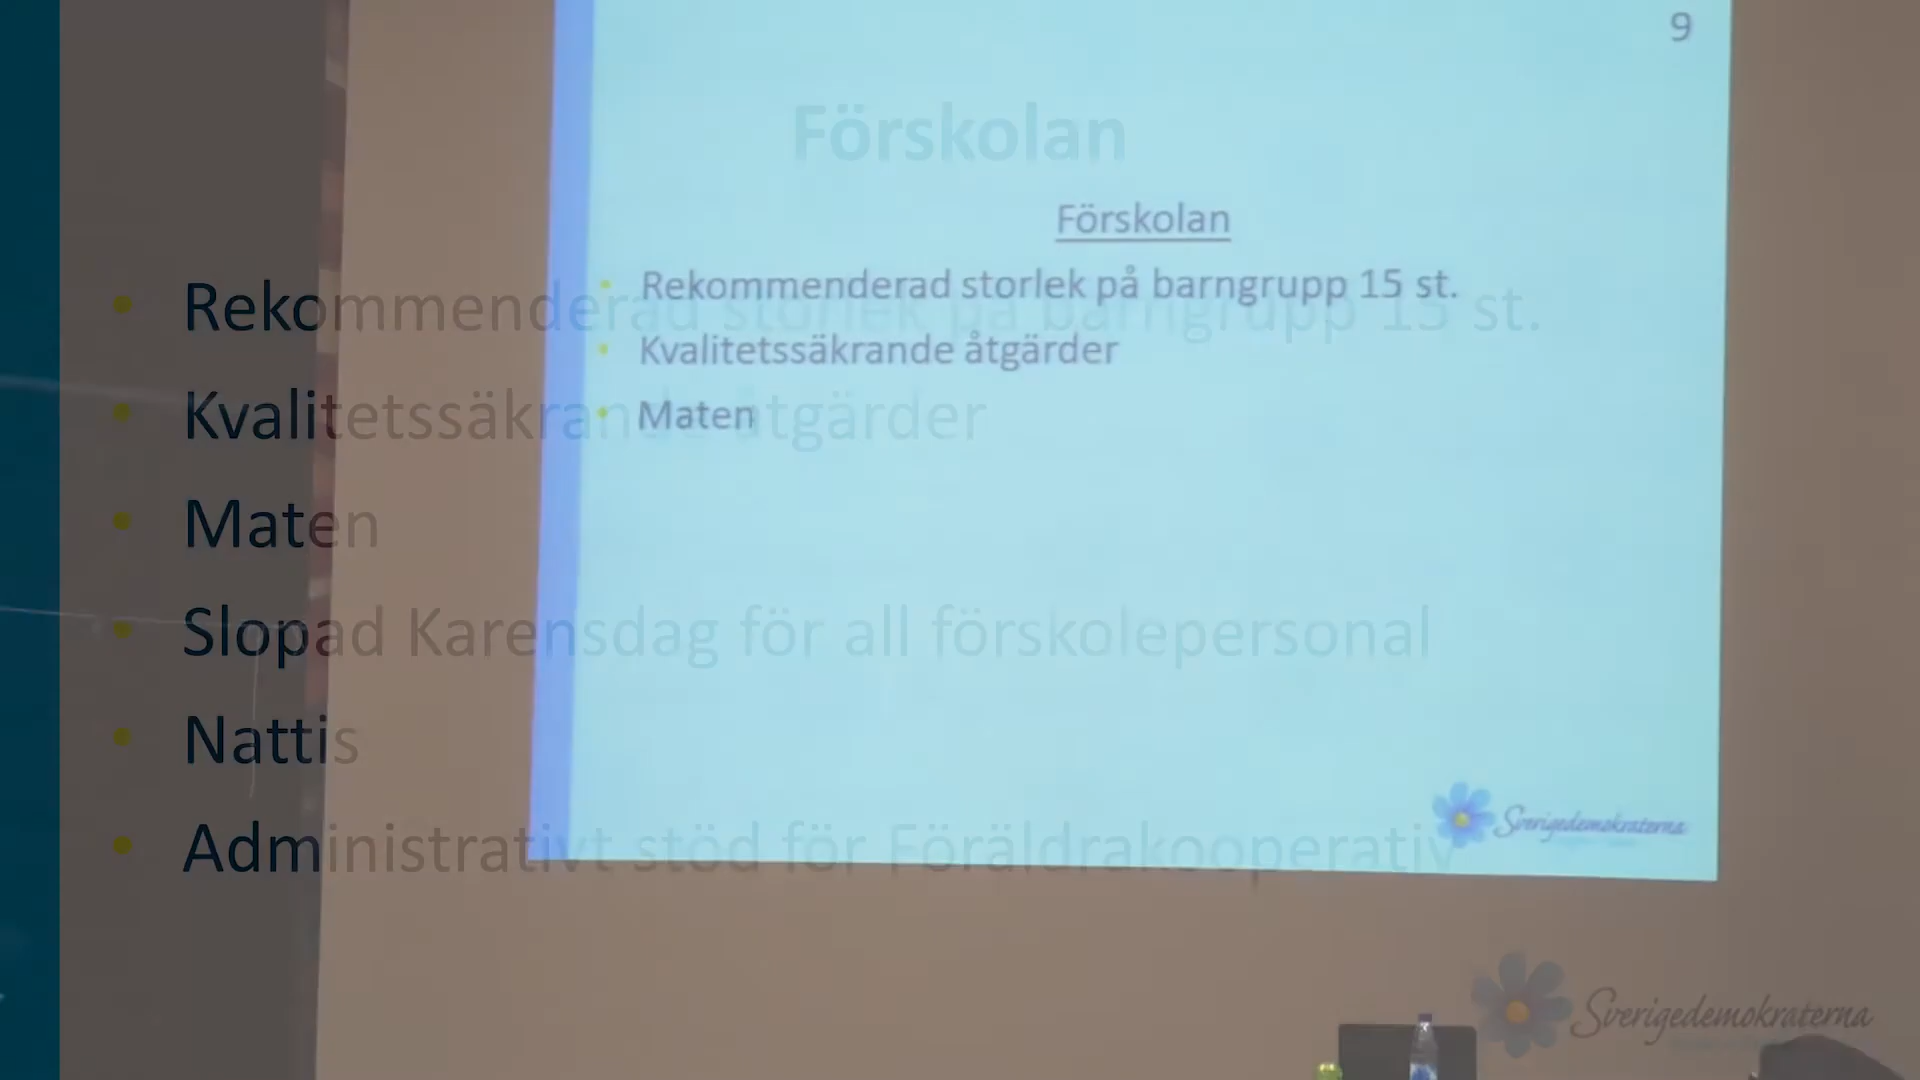 9
Förskolan
Förskolan
Rekommenderad storlek på barngrupp 15 st.
Kvalitetssäkrande åtgärder
Maten
Sverigedemokraterna
• Rekommenderad storlek på barngrupp 15 st.
• Kvalitetssäkrande åtgärder
• Maten
• Slopad Karensdag för all förskolepersonal
• Nattis
• Administrativt stöd för Föräldrakooperativ
Sverigedemokraterna